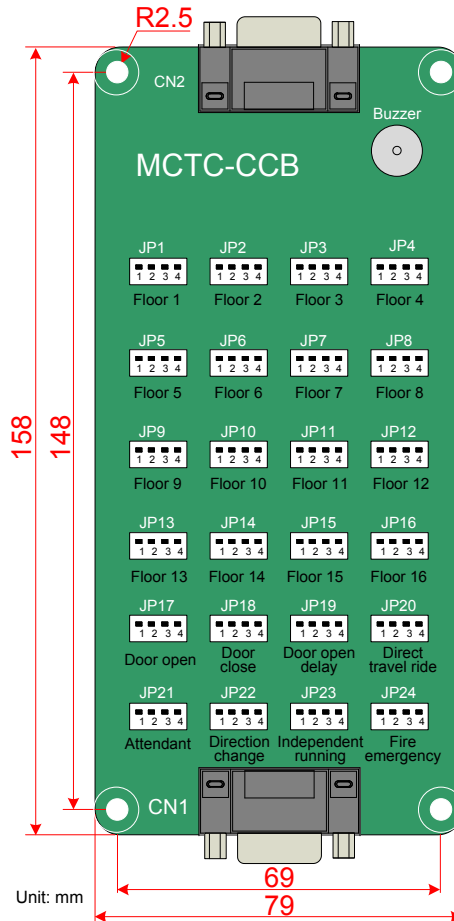 R2.5
CN2
Buzzer
MCTC-CCB
JP1 JP2 JP3 JP4
1 2 3 4 1 2 3 4 1 2 3 4 1 2 3 4
Floor 1 Floor 2 Floor 3 Floor 4
JP5 JP6 JP7 JP8
1 2 3 4 1 2 3 4 1 2 3 4 1 2 3 4
Floor 5 Floor 6 Floor 7 Floor 8
158
148
JP9 JP10 JP11 JP12
1 2 3 4 1 2 3 4 1 2 3 4 1 2 3 4
Floor 9 Floor 10 Floor 11 Floor 12
JP13 JP14 JP15 JP16
1 2 3 4 1 2 3 4 1 2 3 4 1 2 3 4
Floor 13 Floor 14 Floor 15 Floor 16
JP17 JP18 JP19 JP20
1 2 3 4 1 2 3 4 1 2 3 4 1 2 3 4
Door open
Door
close
Door open
delay
Direct
travel ride
JP21 JP22 JP23 JP24
1 2 3 4 1 2 3 4 1 2 3 4 1 2 3 4
Attendant
Direction
change
Independent
running
Fire
emergency
CN1
69
Unit: mm
79